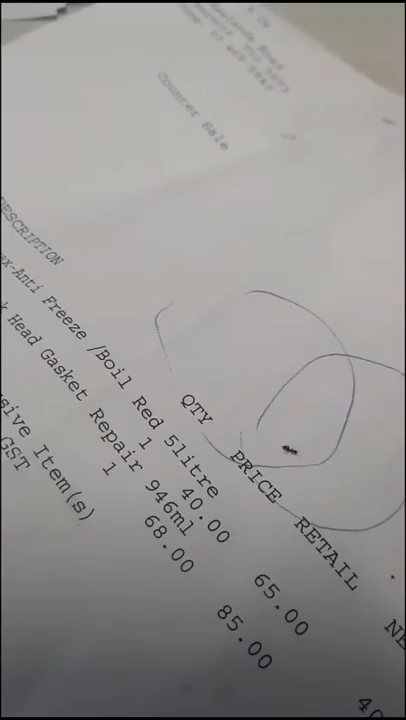 Counter Sale
DESCRIPTION QTY PRICE RETAIL
ax-Anti Freeze /Boil Red 5litre 1 40.00 65.00
k Head Gasket Repair 946ml 1 68.00 85.00
sive Item(s)
GST